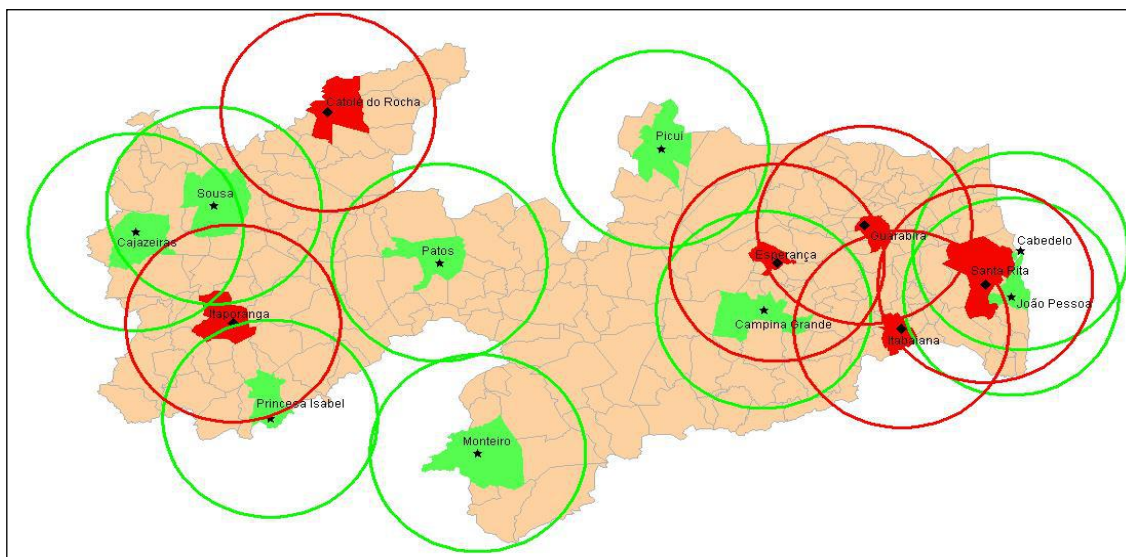 Catolé do Rocha
Picuí
Sousa
Cajazeiras
Patos
Guarabira
Esperança
Cabedelo
Santa Rita
João Pessoa
Itaporanga
Campina Grande
Itabaiana
Princesa Isabel
Monteiro